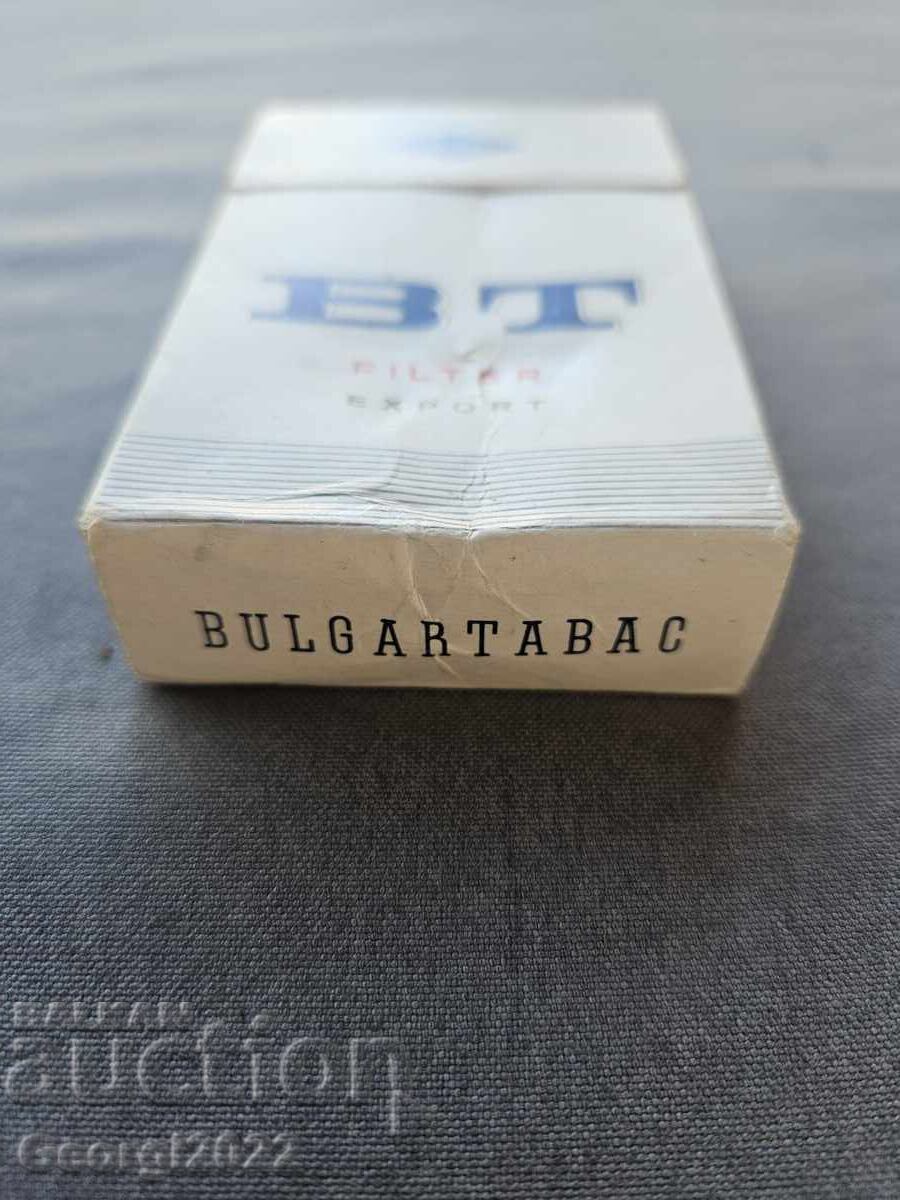 BT
FILTER
EXPORT
BULGARTABAC
BALKAN
auction
Georgi2022